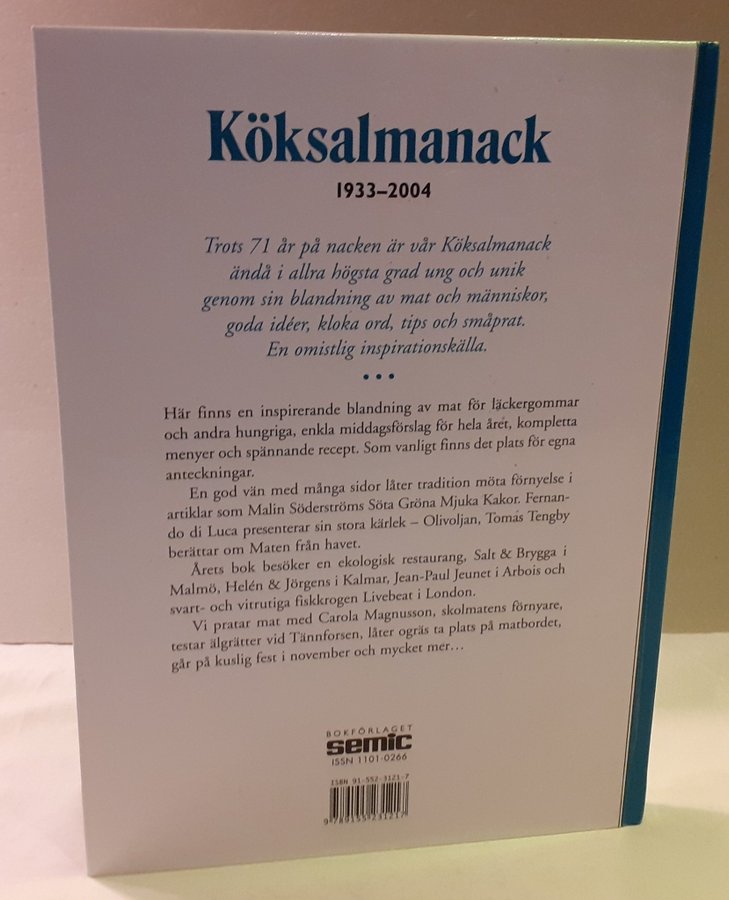 Köksalmanack
1933–2004
Trots 71 år på nacken är vår Köksalmanack
ändå i allra högsta grad ung och unik
genom sin blandning av mat och människor,
goda idéer, kloka ord, tips och småprat.
En omistlig inspirationskälla.
• • •
Här finns en inspirerande blandning av mat för läckergommar
och andra hungriga, enkla middagsförslag för hela året, kompletta
menyer och spännande recept. Som vanligt finns det plats för egna
anteckningar.
En god vän med många sidor låter tradition möta förnyelse i
artiklar som Malin Söderströms Söta Gröna Mjuka Kakor. Fernan-
do di Luca presenterar sin stora kärlek – Olivoljan, Tomas Tengby
berättar om Maten från havet.
Årets bok besöker en ekologisk restaurang, Salt & Brygga i
Malmö, Helén & Jörgens i Kalmar, Jean-Paul Jeunet i Arbois och
svart- och vitrutiga fiskkrogen Livebeat i London.
Vi pratar mat med Carola Magnusson, skolmatens förnyare,
testar älgrätter vid Tännforsen, låter ogräs ta plats på matbordet,
går på kuslig fest i november och mycket mer…
BOKFÖRLAGET
semic
ISSN 1101-0266
ISBN 91-552-3121-7
9 789155 231217